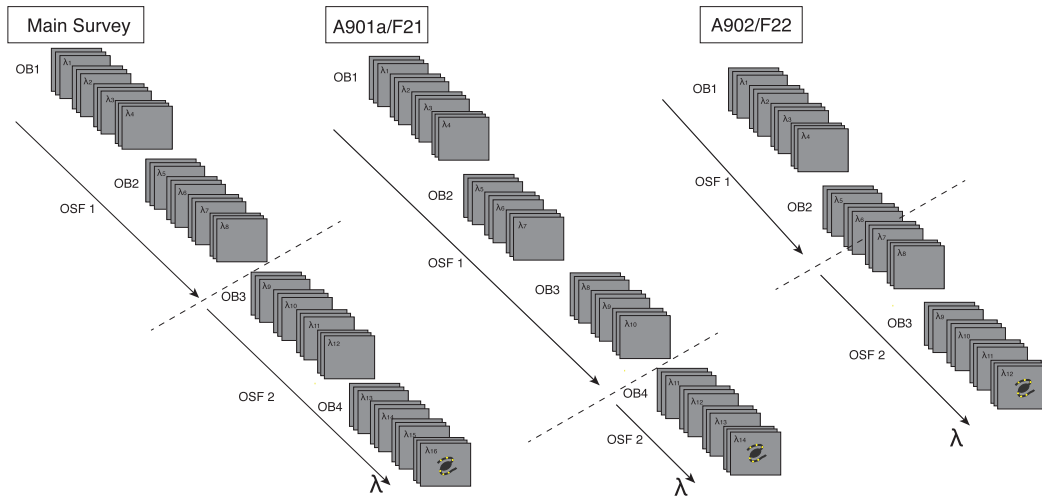 Main Survey
OB1
λ1
λ2
λ3
λ4
OSF 1
OB2
λ5
λ6
λ7
λ8
OB3
λ9
λ10
λ11
λ12
OSF 2
OB4
λ13
λ14
λ15
λ16
λ
A901a/F21
OB1
λ1
λ2
λ3
λ4
OSF 1
OB2
λ5
λ6
λ7
OB3
λ8
λ9
λ10
OB4
λ11
λ12
λ13
λ14
OSF 2
λ
A902/F22
OB1
λ1
λ2
λ3
λ4
OSF 1
OB2
λ5
λ6
λ7
λ8
OB3
λ9
λ10
λ11
λ12
OSF 2
λ